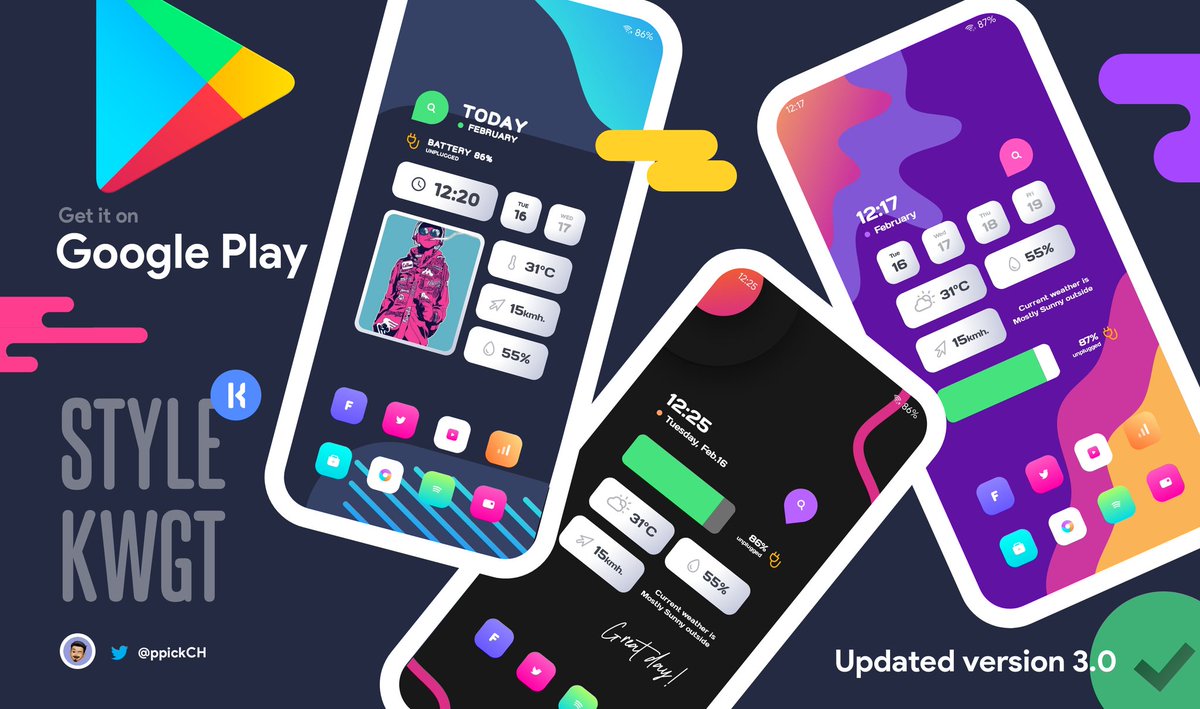 Get it on
Google Play
STYLE
KWGT
@ppickCH
86%
TODAY
FEBRUARY
BATTERY 86%
UNPLUGGED
12:20
TUE
16
WED
17
31°C
15kmh.
55%
F
12:25
86%
12:25
Tuesday, Feb.16
31°C
15kmh.
55%
86%
unplugged
Current weather is
Mostly Sunny outside
Great day!
F
12:17
87%
12:17
February
Tue
16
Wed
17
Thu
18
Fri
19
31°C
55%
15kmh.
Current weather is
Mostly Sunny outside
87%
unplugged
F
Updated version 3.0